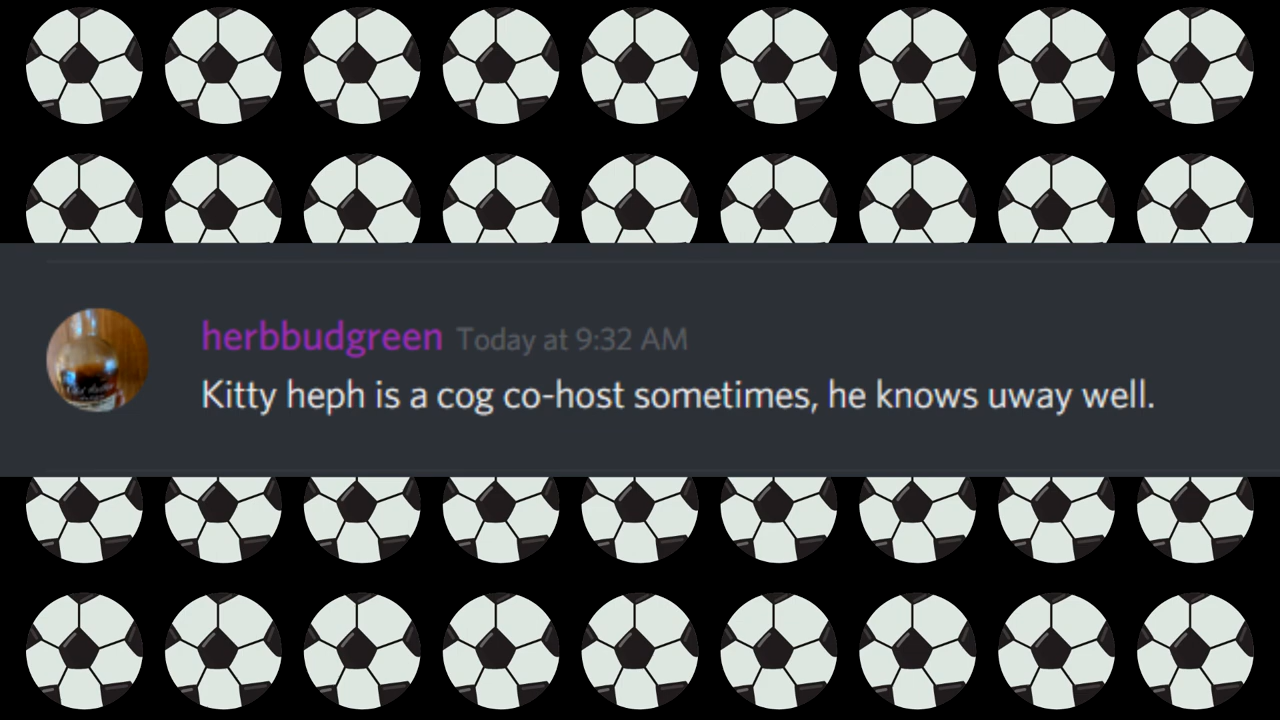 herbbudgreen Today at 9:32 AM
Kitty heph is a cog co-host sometimes, he knows uway well.